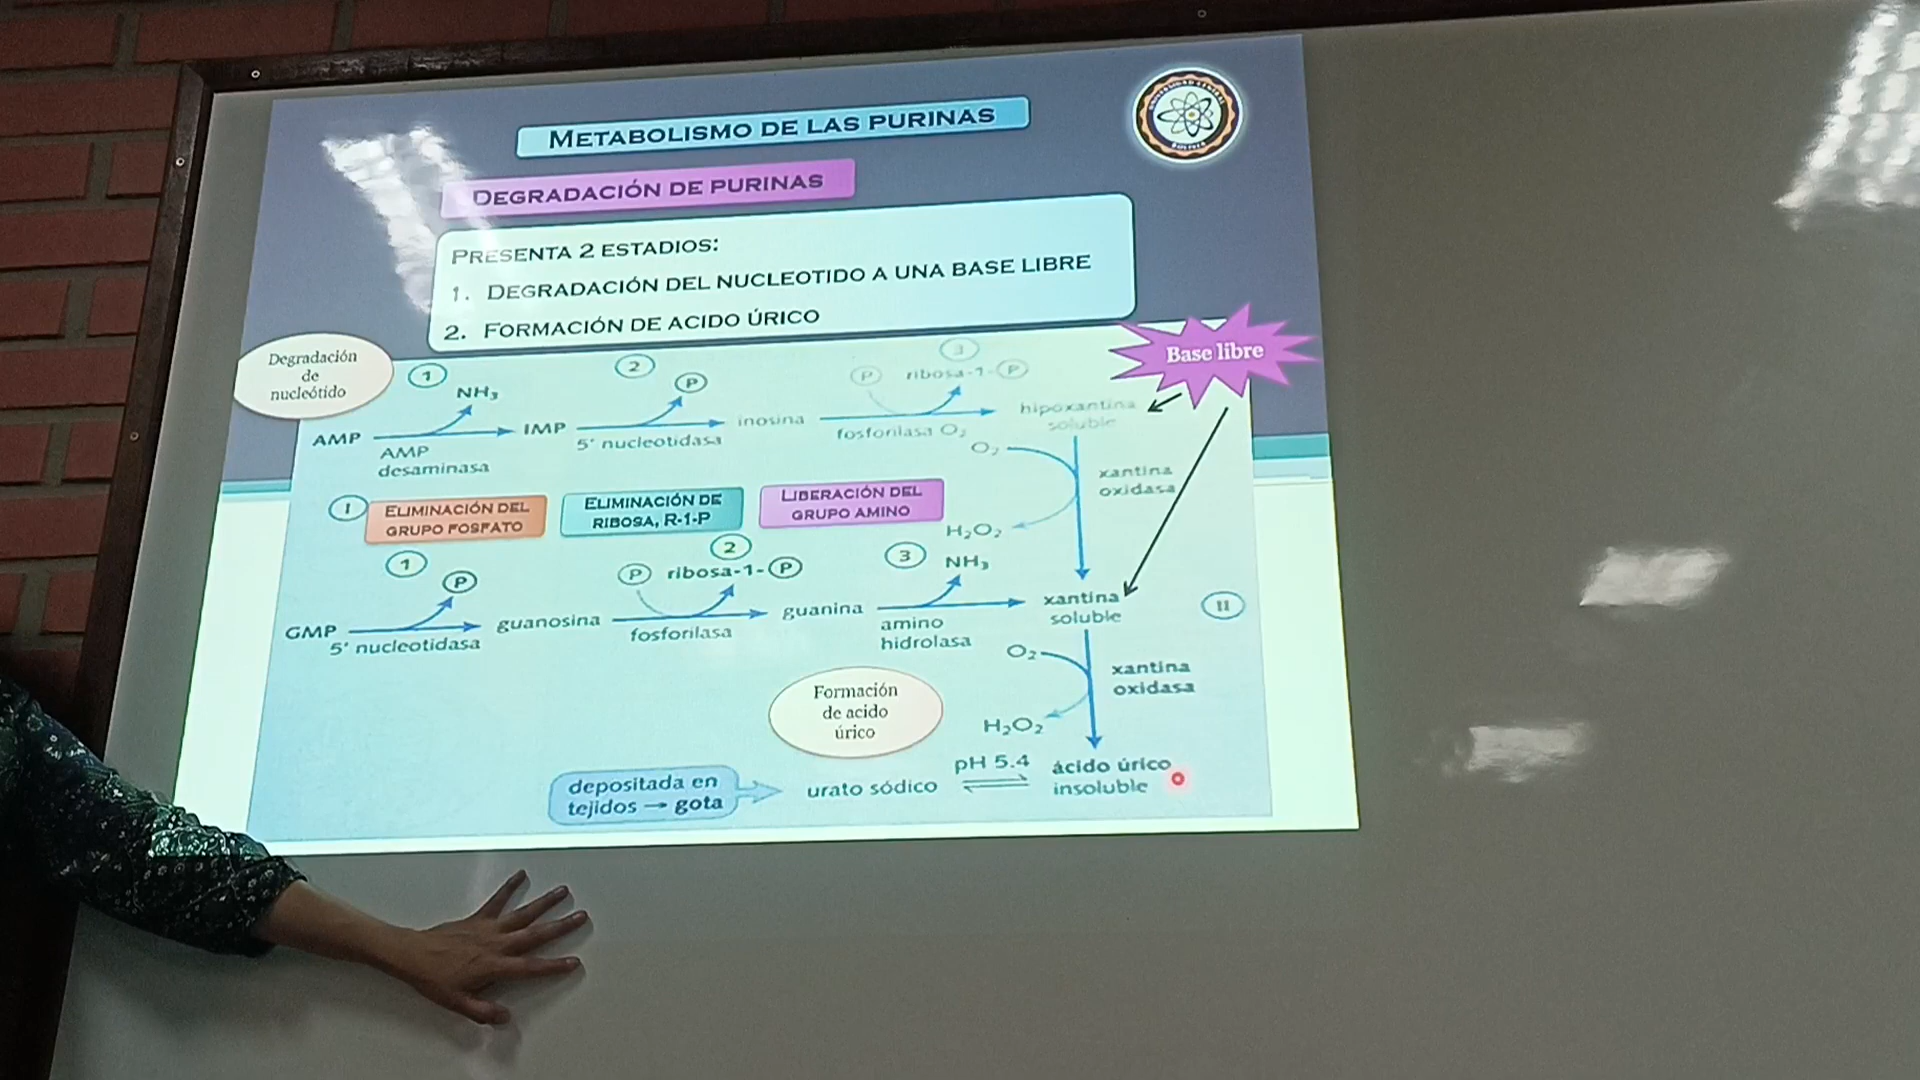 METABOLISMO DE LAS PURINAS
DEGRADACIÓN DE PURINAS
PRESENTA 2 ESTADIOS:
1. DEGRADACIÓN DEL NUCLEOTIDO A UNA BASE LIBRE
2. FORMACIÓN DE ACIDO ÚRICO
Base libre
Degradación
de
nucleótido
1
NH₃
2
P
3
P
ribosa-1-P
AMP
AMP
desaminasa
IMP
5' nucleotidasa
inosina
fosforilasa O₂
hipoxantina
soluble
O₂
xantina
oxidasa
H₂O₂
I
ELIMINACIÓN DEL
GRUPO FOSFATO
ELIMINACIÓN DE
RIBOSA, R-1-P
LIBERACIÓN DEL
GRUPO AMINO
1
P
2
P
ribosa-1-P
3
NH₃
GMP
5' nucleotidasa
guanosina
fosforilasa
guanina
amino
hidrolasa
xantina
soluble
II
O₂
xantina
oxidasa
H₂O₂
Formación
de acido
úrico
depositada en
tejidos → gota
urato sódico
pH 5.4
ácido úrico
insoluble